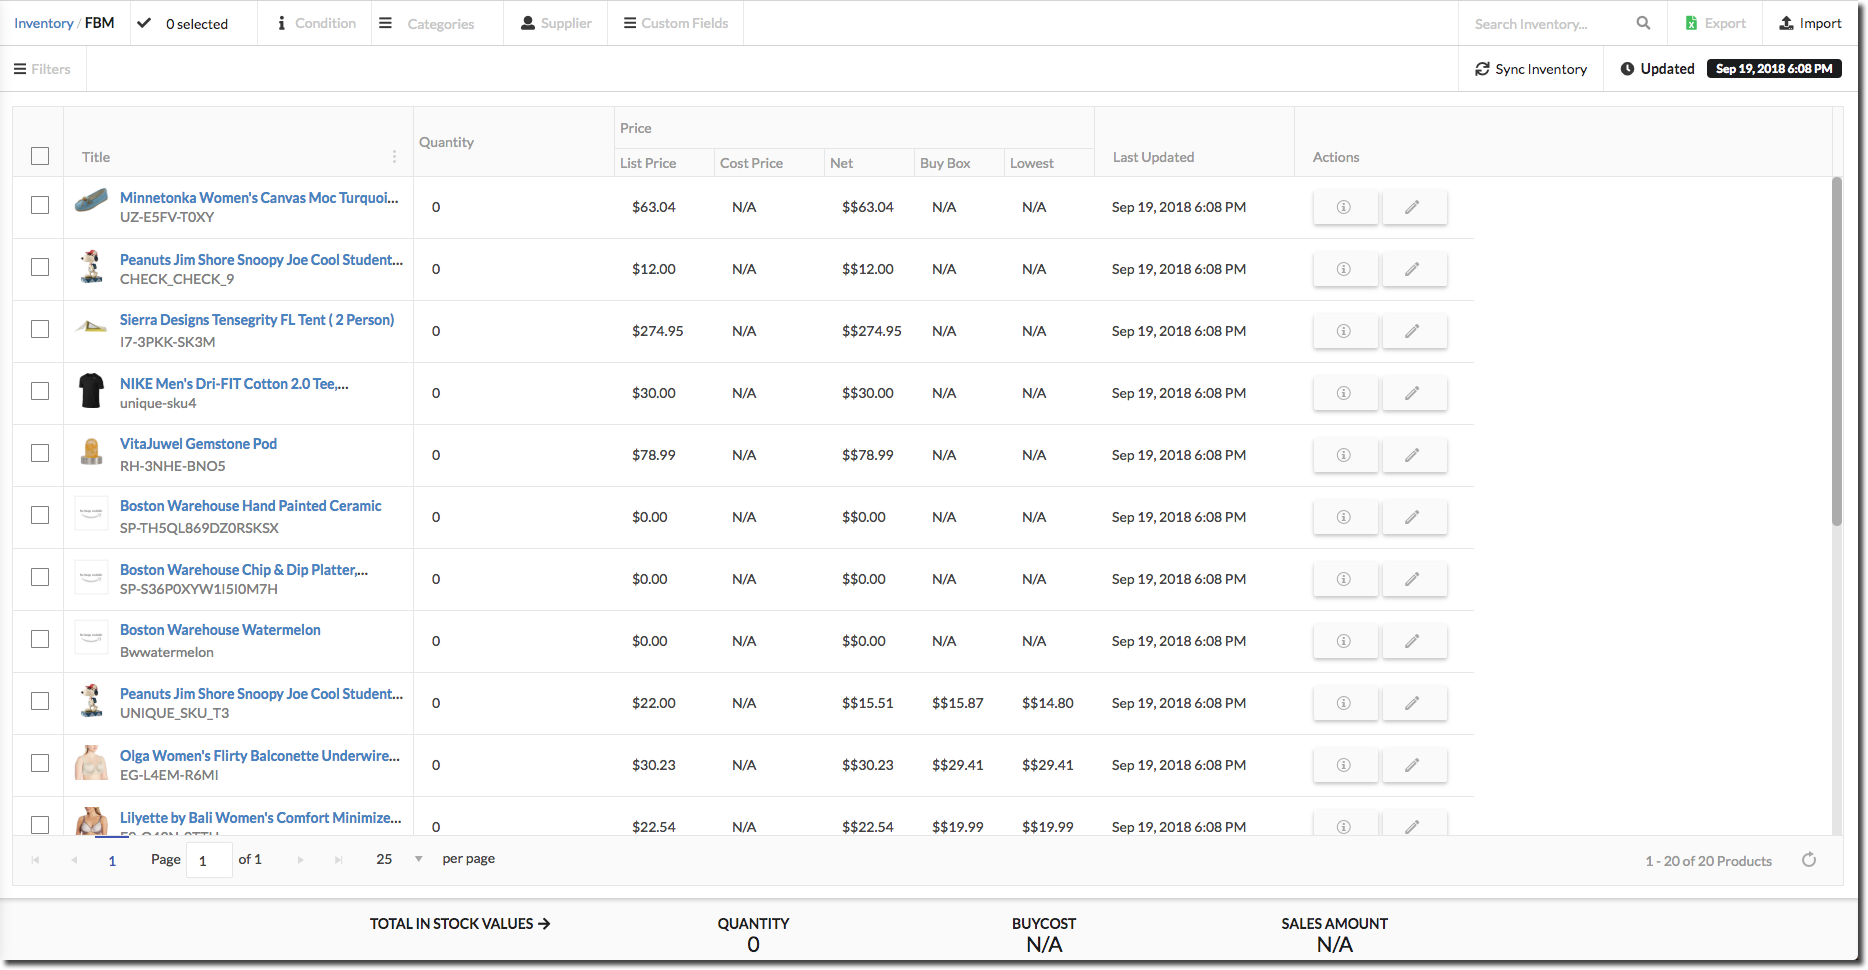 Inventory / FBM
0 selected
Condition
Categories
Supplier
Custom Fields
Search Inventory...
Export
Import
Filters
Sync Inventory
Updated
Sep 19, 2018 6:08 PM
Title
Quantity
Price
List Price
Cost Price
Net
Buy Box
Lowest
Last Updated
Actions
Minnetonka Women's Canvas Moc Turquoi...
UZ-E5FV-T0XY
0 $63.04 N/A $$63.04 N/A N/A Sep 19, 2018 6:08 PM
Peanuts Jim Shore Snoopy Joe Cool Student...
CHECK_CHECK_9
0 $12.00 N/A $$12.00 N/A N/A Sep 19, 2018 6:08 PM
Sierra Designs Tensegrity FL Tent ( 2 Person)
I7-3PKK-SK3M
0 $274.95 N/A $$274.95 N/A N/A Sep 19, 2018 6:08 PM
NIKE Men's Dri-FIT Cotton 2.0 Tee,...
unique-sku4
0 $30.00 N/A $$30.00 N/A N/A Sep 19, 2018 6:08 PM
VitaJuwel Gemstone Pod
RH-3NHE-BNO5
0 $78.99 N/A $$78.99 N/A N/A Sep 19, 2018 6:08 PM
Boston Warehouse Hand Painted Ceramic
SP-TH5QL869DZ0RSKSX
0 $0.00 N/A $$0.00 N/A N/A Sep 19, 2018 6:08 PM
Boston Warehouse Chip & Dip Platter,...
SP-S36P0XYW1I5I0M7H
0 $0.00 N/A $$0.00 N/A N/A Sep 19, 2018 6:08 PM
Boston Warehouse Watermelon
Bwwatermelon
0 $0.00 N/A $$0.00 N/A N/A Sep 19, 2018 6:08 PM
Peanuts Jim Shore Snoopy Joe Cool Student...
UNIQUE_SKU_T3
0 $22.00 N/A $$15.51 $$15.87 $$14.80 Sep 19, 2018 6:08 PM
Olga Women's Flirty Balconette Underwire...
EG-L4EM-R6MI
0 $30.23 N/A $$30.23 $$29.41 $$29.41 Sep 19, 2018 6:08 PM
Lilyette by Bali Women's Comfort Minimize...
0 $22.54 N/A $$22.54 $$19.99 $$19.99 Sep 19, 2018 6:08 PM
1 Page 1 of 1 25 per page
1 - 20 of 20 Products
TOTAL IN STOCK VALUES
QUANTITY
0
BUYCOST
N/A
SALES AMOUNT
N/A